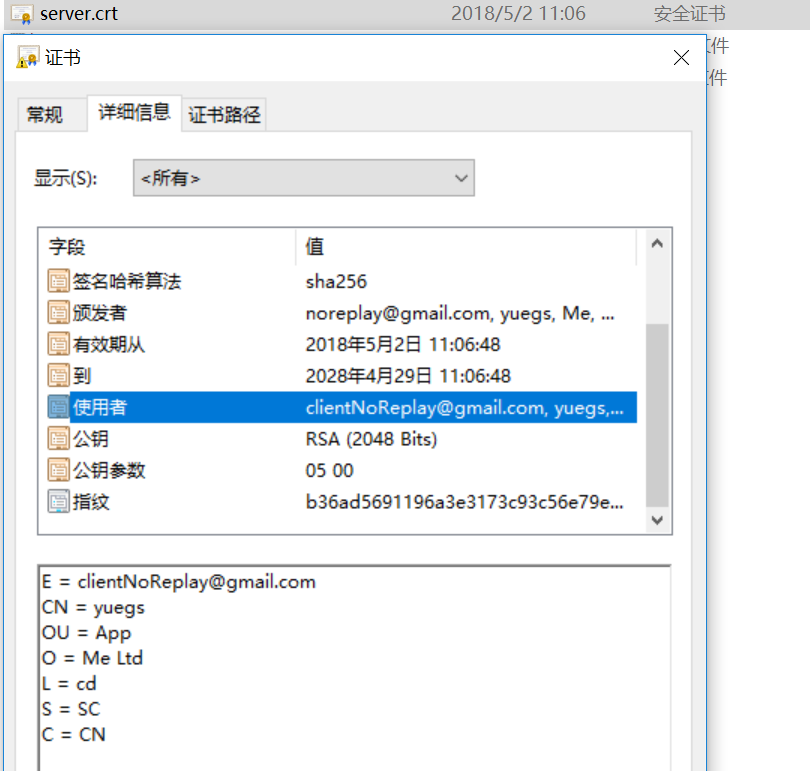 server.crt 2018/5/2 11:06 安全证书
证书
文件
件
常规 详细信息 证书路径
显示(S): <所有>
字段 值
签名哈希算法 sha256
颁发者 noreplay@gmail.com, yuegs, Me, ...
有效期从 2018年5月2日 11:06:48
到 2028年4月29日 11:06:48
使用者 clientNoReplay@gmail.com, yuegs,...
公钥 RSA (2048 Bits)
公钥参数 05 00
指纹 b36ad5691196a3e3173c93c56e79e...
E = clientNoReplay@gmail.com
CN = yuegs
OU = App
O = Me Ltd
L = cd
S = SC
C = CN